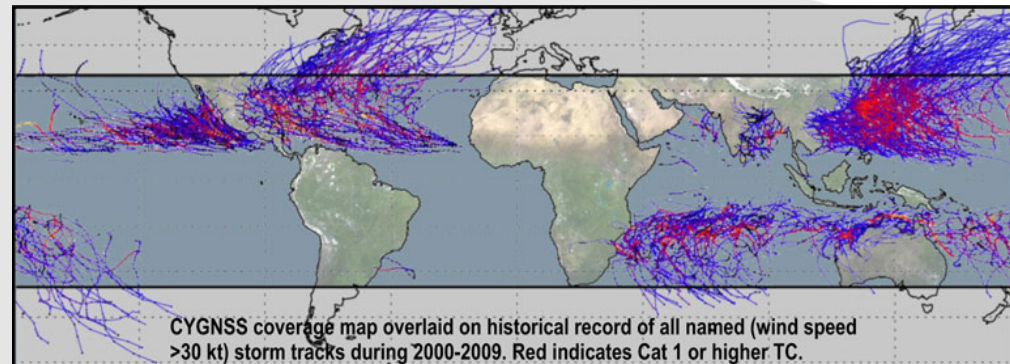 CYGNSS coverage map overlaid on historical record of all named (wind speed
>30 kt) storm tracks during 2000-2009. Red indicates Cat 1 or higher TC.